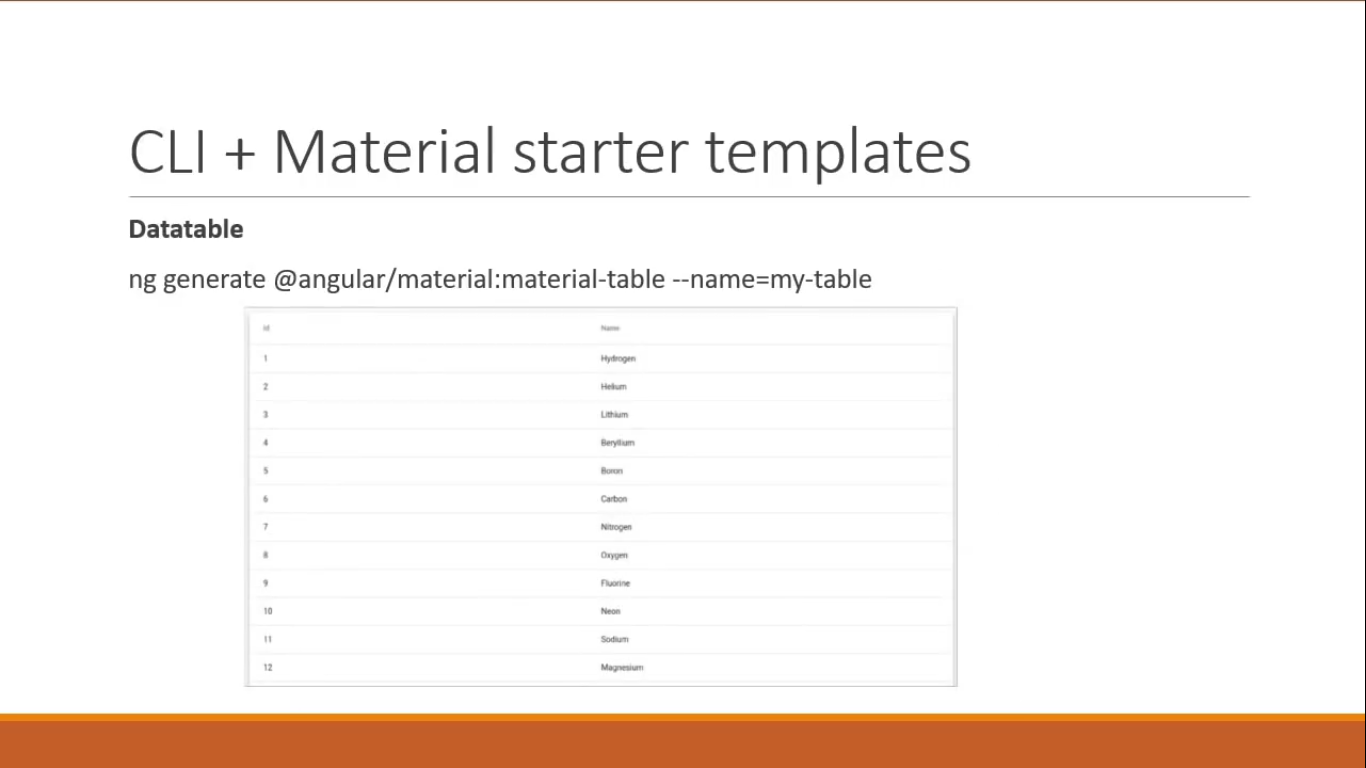 CLI + Material starter templates
Datatable
ng generate @angular/material:material-table --name=my-table
Id Name
1 Hydrogen
2 Helium
3 Lithium
4 Beryllium
5 Boron
6 Carbon
7 Nitrogen
8 Oxygen
9 Fluorine
10 Neon
11 Sodium
12 Magnesium